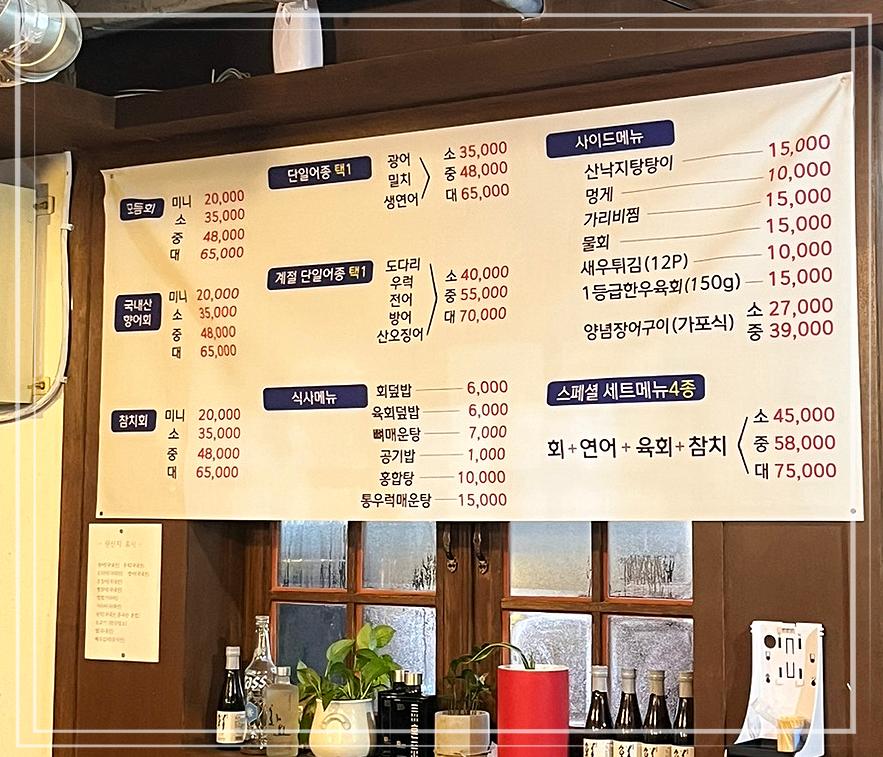 모듬회
미니 20,000
소 35,000
중 48,000
대 65,000
국내산
향어회
미니 20,000
소 35,000
중 48,000
대 65,000
참치회
미니 20,000
소 35,000
중 48,000
대 65,000
단일어종 택1
광어
밀치
생연어
소 35,000
중 48,000
대 65,000
계절 단일어종 택1
도다리
우럭
전어
방어
산오징어
소 40,000
중 55,000
대 70,000
식사메뉴
회덮밥 6,000
육회덮밥 6,000
뼈매운탕 7,000
공기밥 1,000
홍합탕 10,000
통우럭매운탕 15,000
사이드메뉴
산낙지탕탕이 15,000
멍게 10,000
가리비찜 15,000
물회 15,000
새우튀김(12P) 10,000
1등급한우육회(150g) 15,000
양념장어구이(가포식)
소 27,000
중 39,000
스페셜 세트메뉴4종
회+연어+육회+참치
소 45,000
중 58,000
대 75,000
- 원산지 표시 -